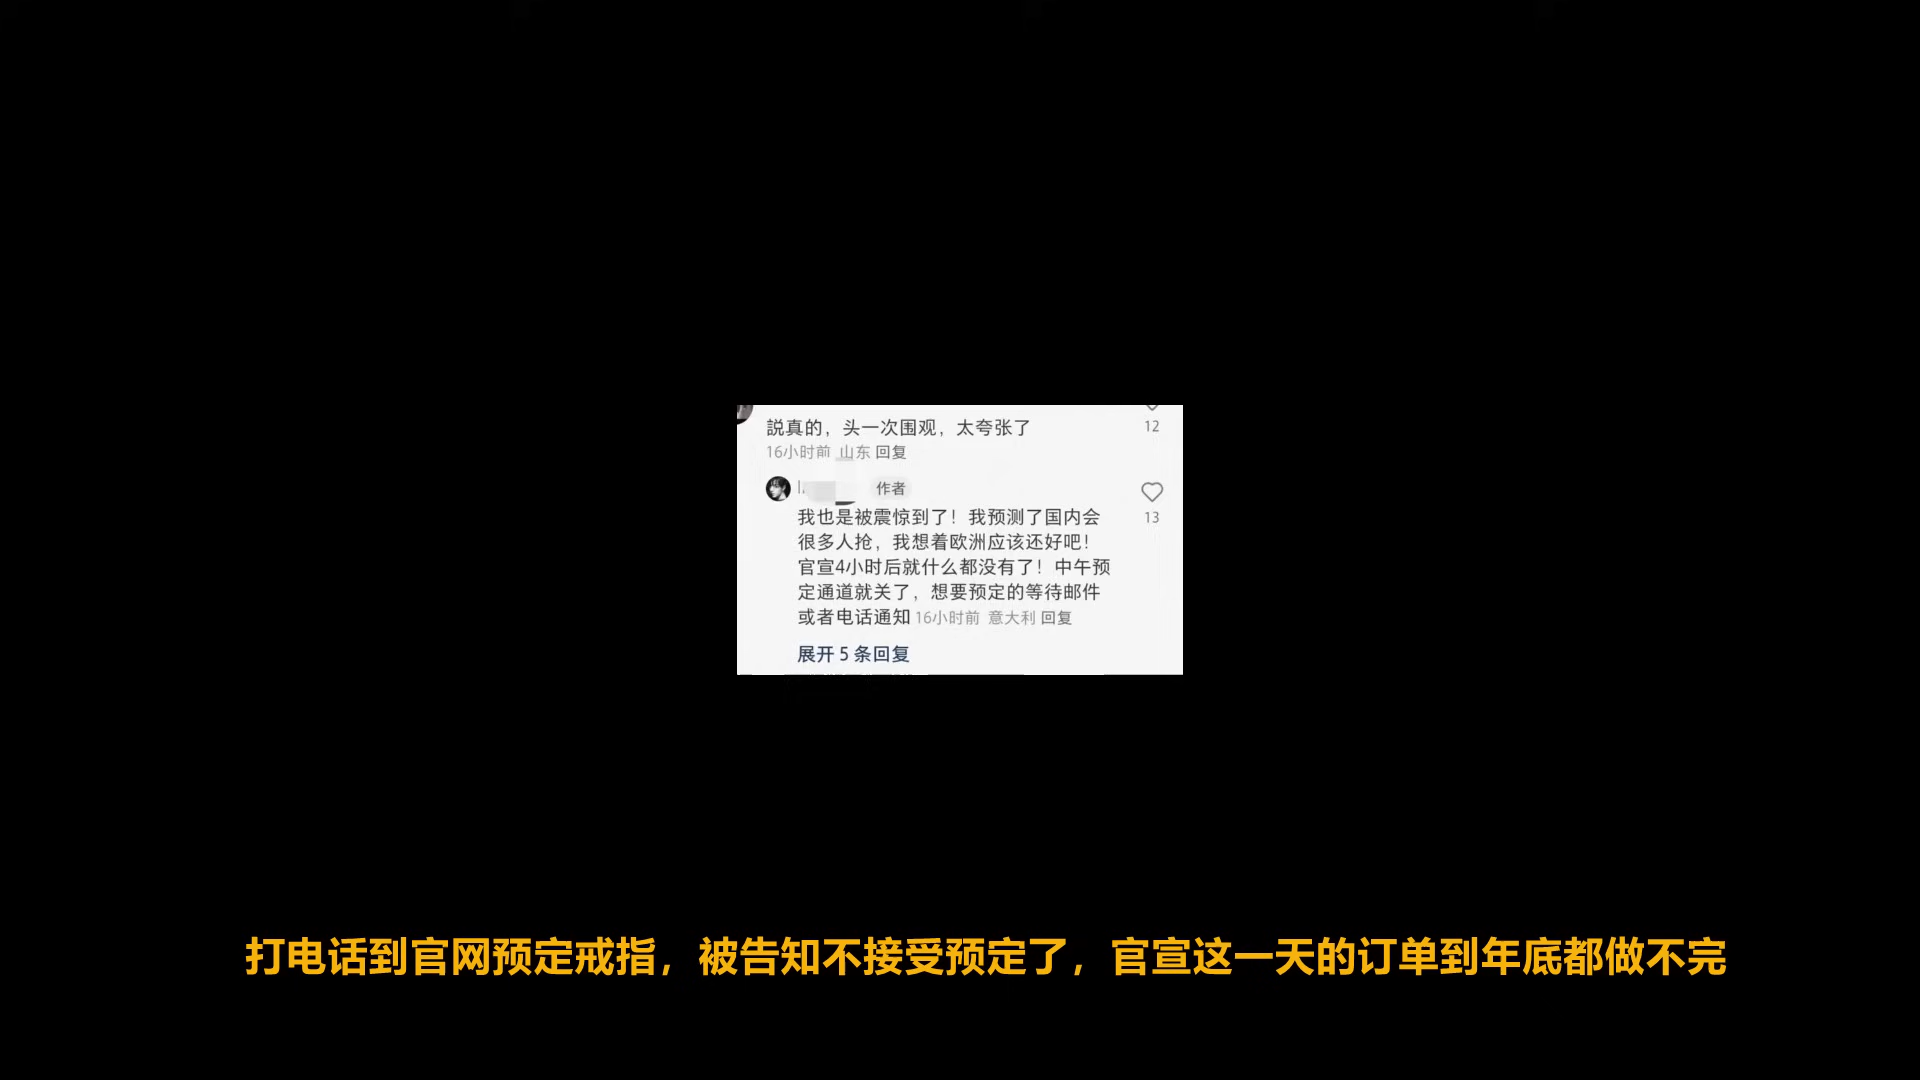 説真的，头一次围观，太夸张了
12
16小时前 山东 回复
作者
我也是被震惊到了！我预测了国内会
13
很多人抢，我想着欧洲应该还好吧！
官宣4小时后就什么都没有了！中午预
定通道就关了，想要预定的等待邮件
或者电话通知 16小时前 意大利 回复
展开 5 条回复
打电话到官网预定戒指，被告知不接受预定了，官宣这一天的订单到年底都做不完